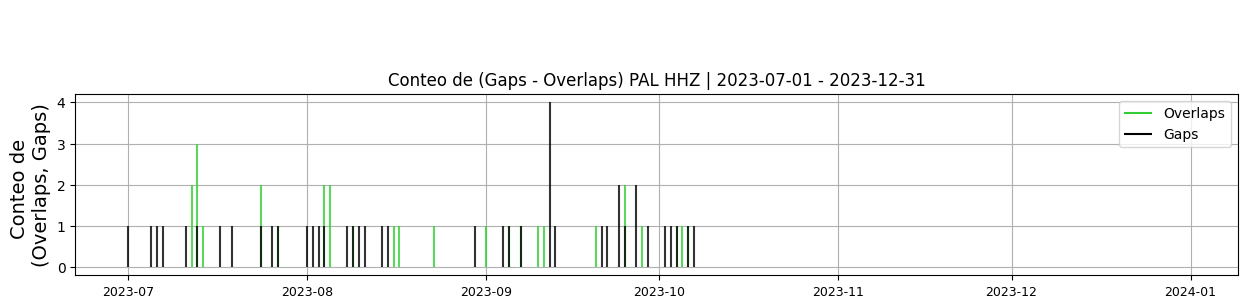 Conteo de (Gaps - Overlaps) PAL HHZ | 2023-07-01 - 2023-12-31
Conteo de
(Overlaps, Gaps)
4
3
2
1
0
Overlaps
Gaps
2023-07
2023-08
2023-09
2023-10
2023-11
2023-12
2024-01